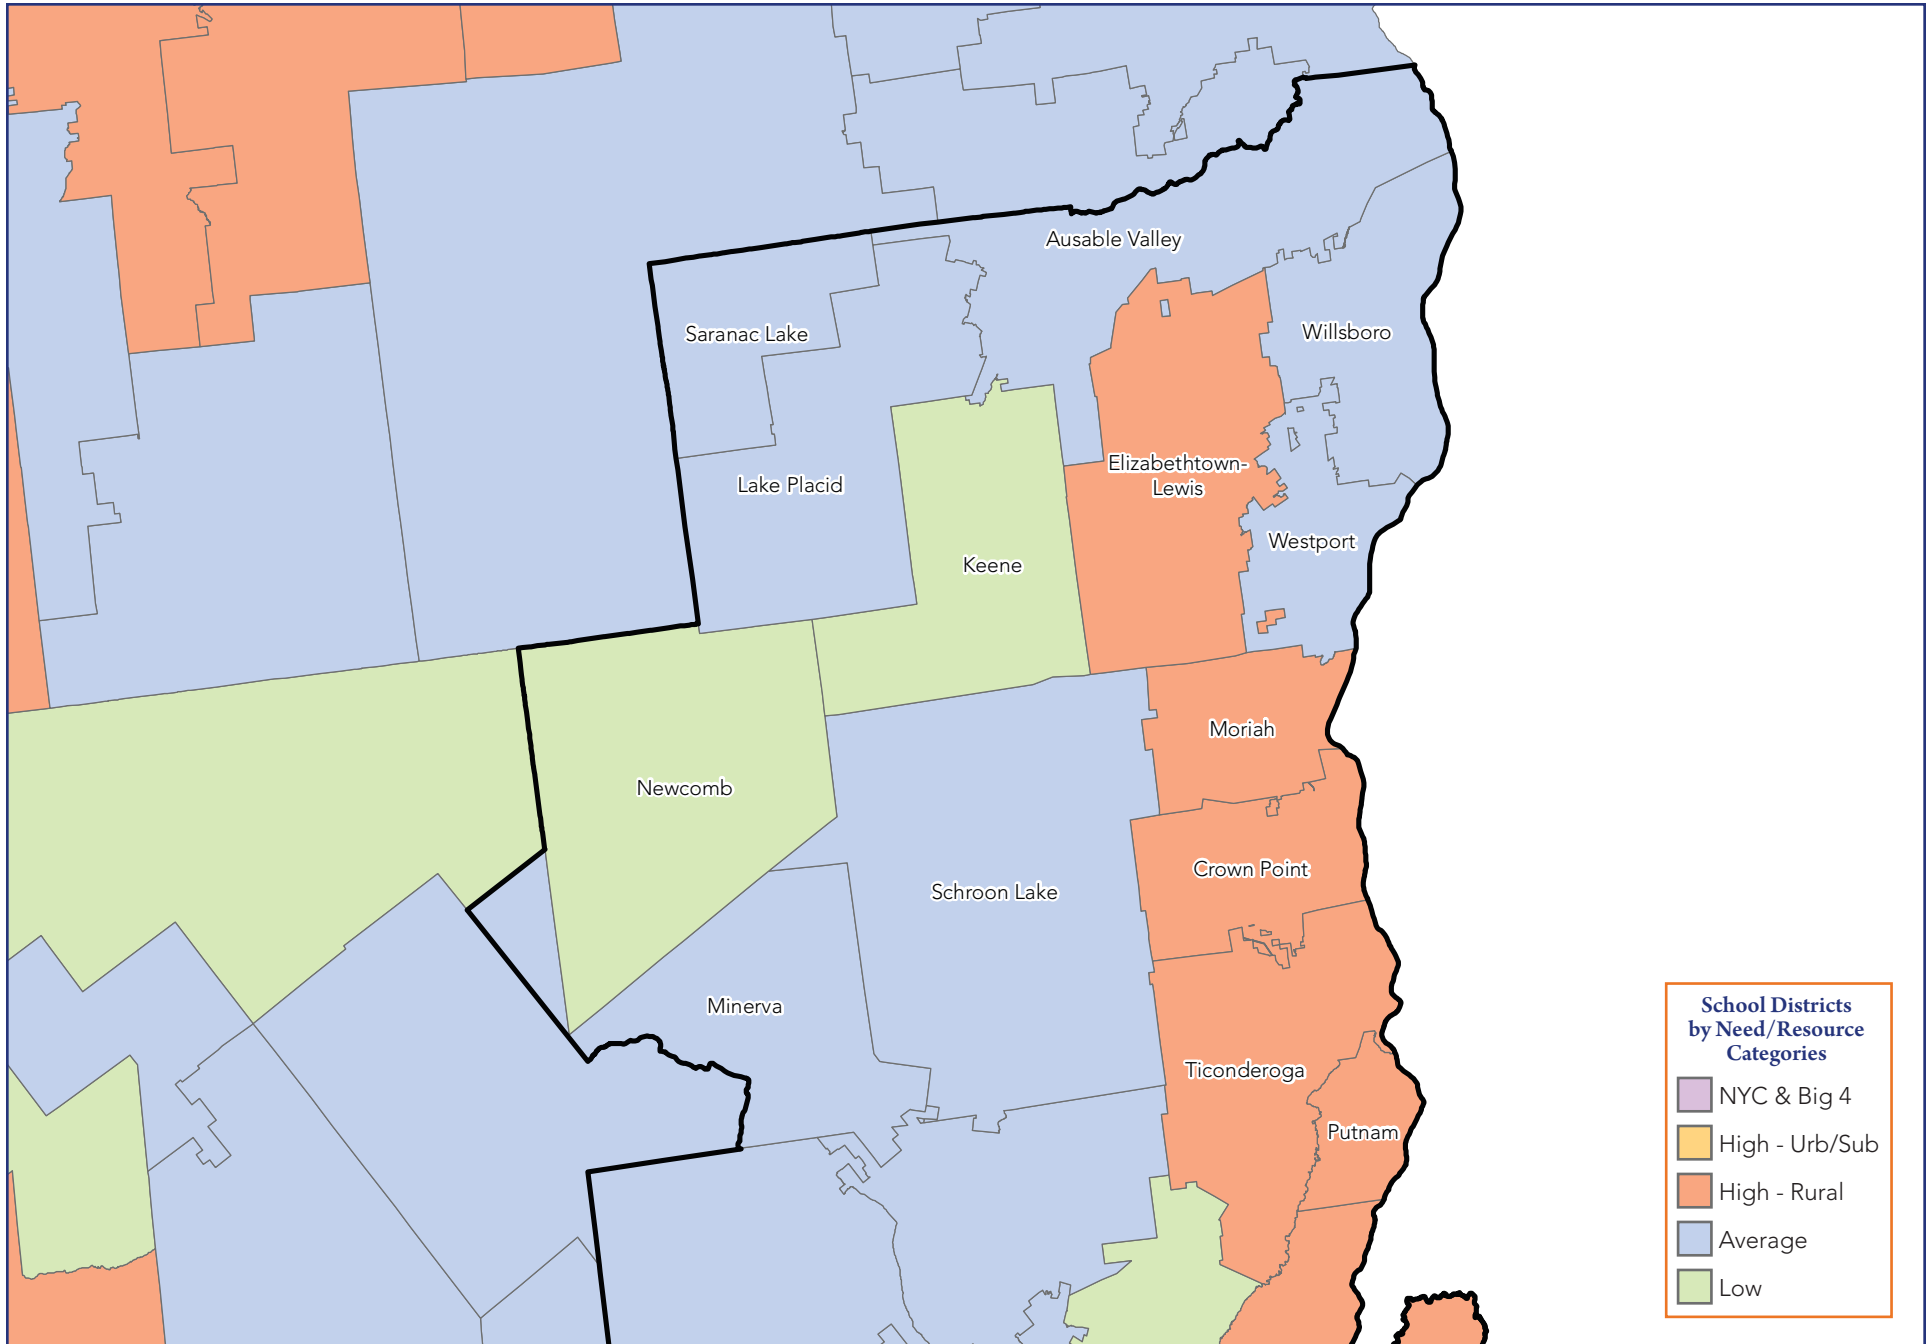 Ausable Valley
Saranac Lake
Willsboro
Lake Placid
Elizabethtown-
Lewis
Westport
Keene
Moriah
Newcomb
Crown Point
Schroon Lake
Minerva
Ticonderoga
Putnam
School Districts
by Need/Resource
Categories
NYC & Big 4
High - Urb/Sub
High - Rural
Average
Low